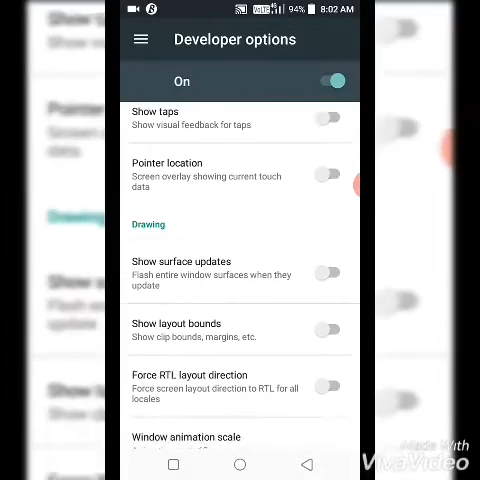 VoLTE 4G 94% 8:02 AM
Developer options
On
Show taps
Show visual feedback for taps
Pointer location
Screen overlay showing current touch
data
Drawing
Show surface updates
Flash entire window surfaces when they
update
Show layout bounds
Show clip bounds, margins, etc.
Force RTL layout direction
Force screen layout direction to RTL for all
locales
Window animation scale
Made With
VivaVideo